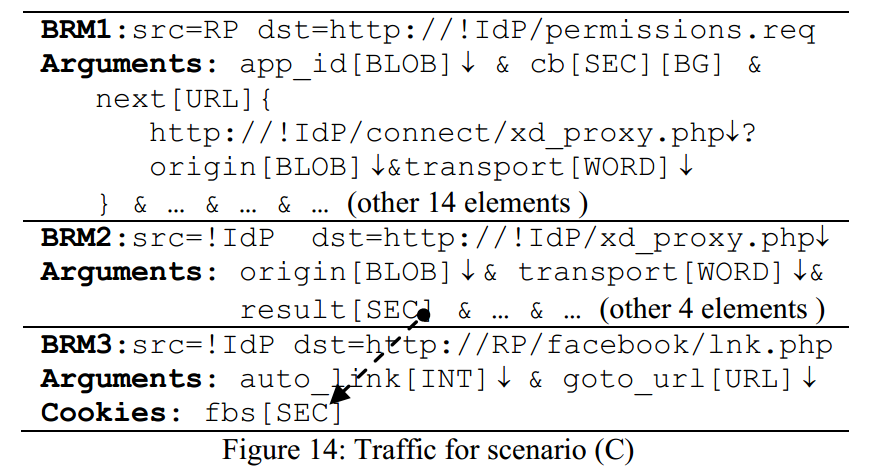 BRM1:src=RP dst=http://!IdP/permissions.req
Arguments: app_id[BLOB]↓ & cb[SEC][BG] &
next[URL]{
http://!IdP/connect/xd_proxy.php↓?
origin[BLOB]↓&transport[WORD]↓
} & … & … & … (other 14 elements )
BRM2:src=!IdP dst=http://!IdP/xd_proxy.php↓
Arguments: origin[BLOB]↓& transport[WORD]↓&
result[SEC] & … & … (other 4 elements )
BRM3:src=!IdP dst=http://RP/facebook/lnk.php
Arguments: auto_link[INT]↓ & goto_url[URL]↓
Cookies: fbs[SEC]
Figure 14: Traffic for scenario (C)